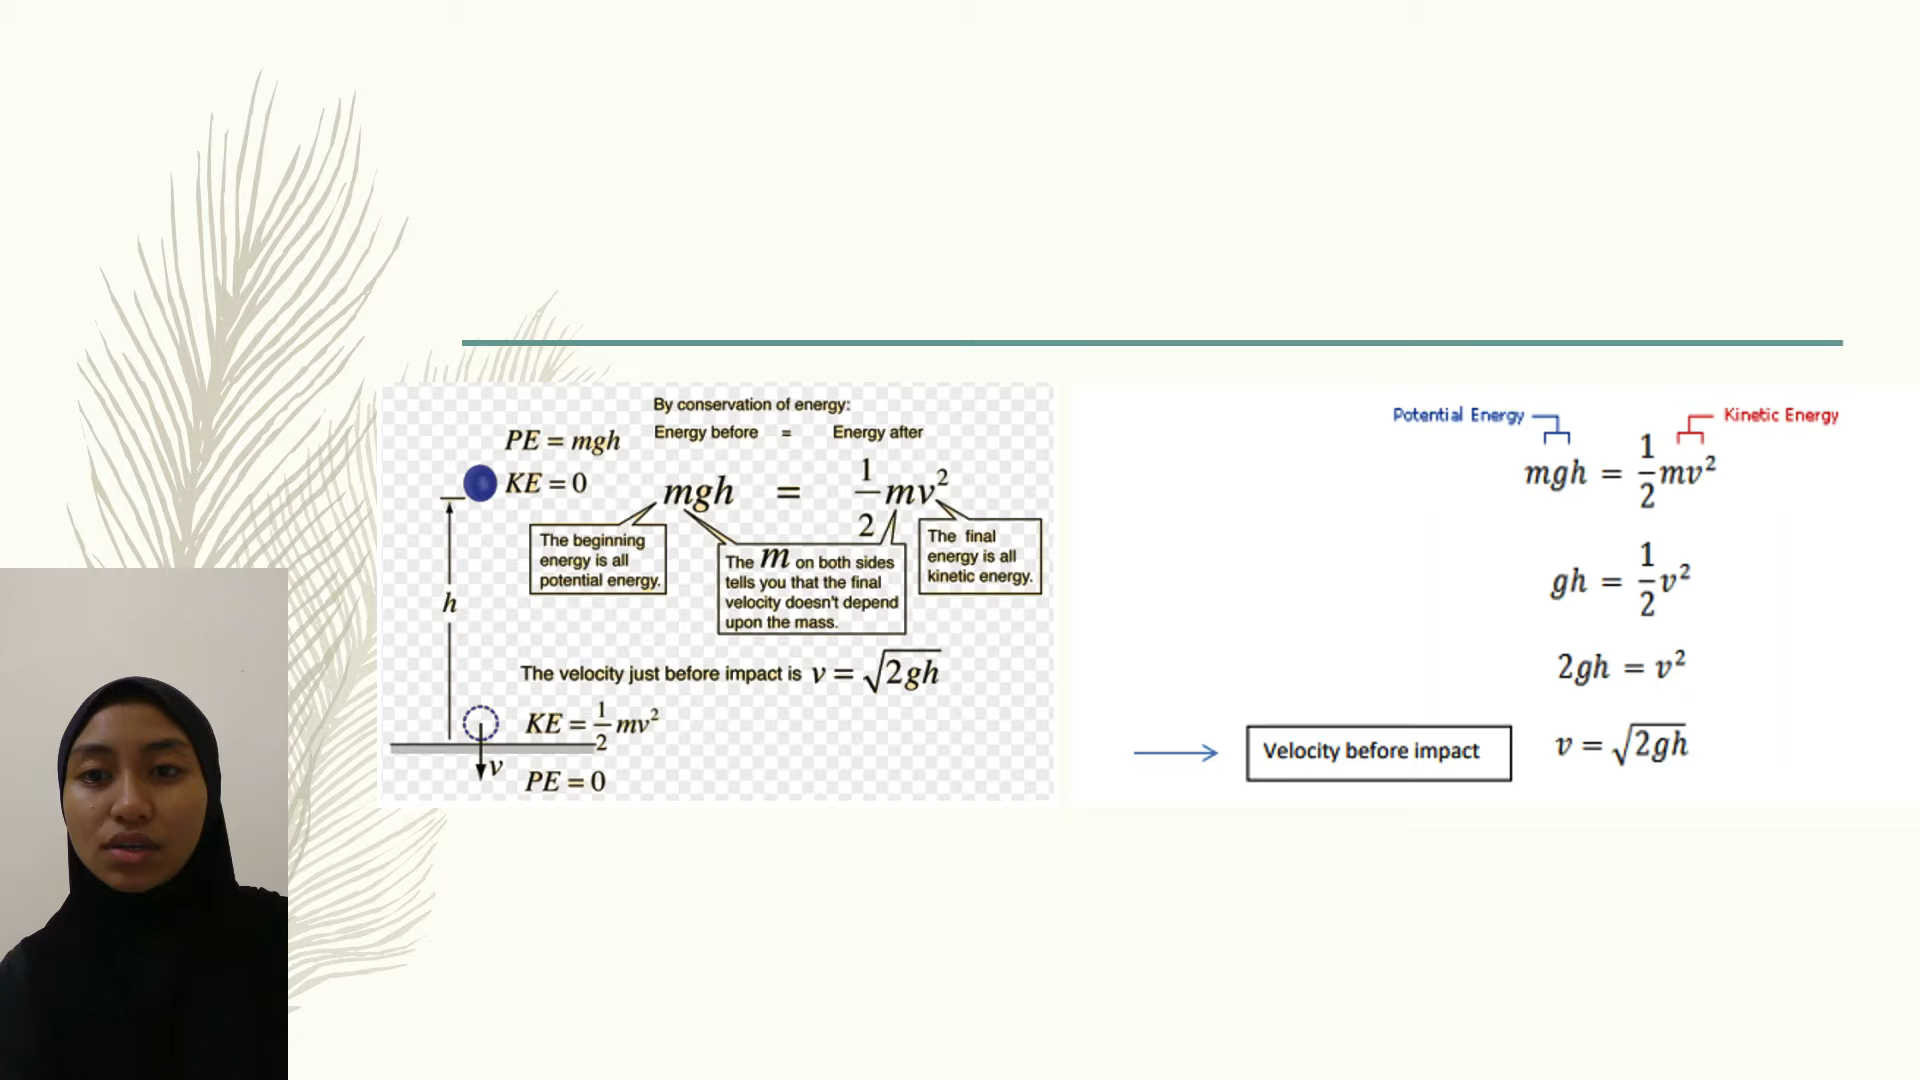 By conservation of energy:
Energy before = Energy after
PE = mgh
KE = 0
mgh = 1/2 mv²
The beginning
energy is all
potential energy.
The m on both sides
tells you that the final
velocity doesn't depend
upon the mass.
The final
energy is all
kinetic energy.
h
The velocity just before impact is v = √2gh
KE = 1/2 mv²
v
PE = 0
Potential Energy
Kinetic Energy
mgh = 1/2 mv²
gh = 1/2 v²
2gh = v²
Velocity before impact
v = √2gh